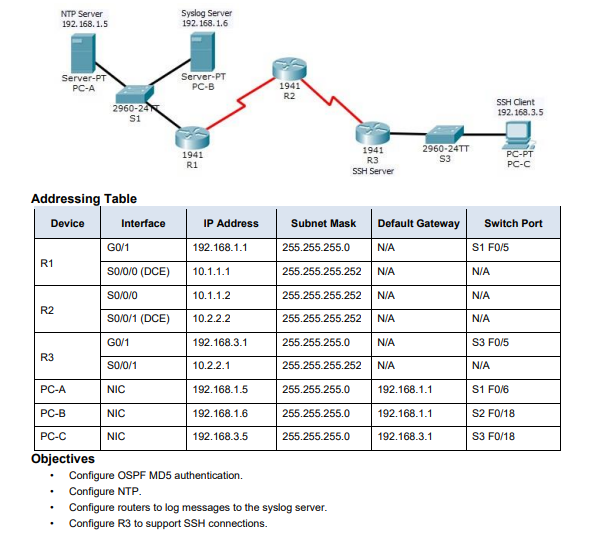 NTP Server
192.168.1.5
Syslog Server
192.168.1.6
Server-PT
PC-A
Server-PT
PC-B
2960-24TT
S1
1941
R1
1941
R2
1941
R3
SSH Server
2960-24TT
S3
SSH Client
192.168.3.5
PC-PT
PC-C
Addressing Table
Device Interface IP Address Subnet Mask Default Gateway Switch Port
R1 G0/1 192.168.1.1 255.255.255.0 N/A S1 F0/5
S0/0/0 (DCE) 10.1.1.1 255.255.255.252 N/A N/A
R2 S0/0/0 10.1.1.2 255.255.255.252 N/A N/A
S0/0/1 (DCE) 10.2.2.2 255.255.255.252 N/A N/A
R3 G0/1 192.168.3.1 255.255.255.0 N/A S3 F0/5
S0/0/1 10.2.2.1 255.255.255.252 N/A N/A
PC-A NIC 192.168.1.5 255.255.255.0 192.168.1.1 S1 F0/6
PC-B NIC 192.168.1.6 255.255.255.0 192.168.1.1 S2 F0/18
PC-C NIC 192.168.3.5 255.255.255.0 192.168.3.1 S3 F0/18
Objectives
• Configure OSPF MD5 authentication.
• Configure NTP.
• Configure routers to log messages to the syslog server.
• Configure R3 to support SSH connections.